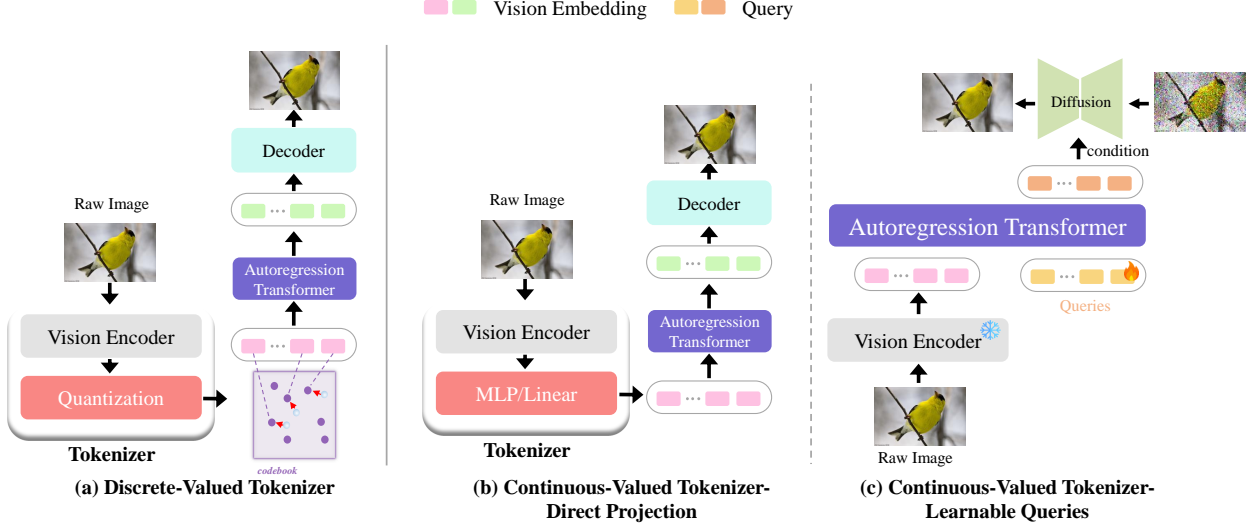 Vision Embedding
Query
Decoder
Raw Image
Autoregression
Transformer
Vision Encoder
Quantization
Tokenizer
codebook
(a) Discrete-Valued Tokenizer
Decoder
Raw Image
Autoregression
Transformer
Vision Encoder
MLP/Linear
Tokenizer
(b) Continuous-Valued Tokenizer-
Direct Projection
Diffusion
condition
Autoregression Transformer
Queries
Vision Encoder
Raw Image
(c) Continuous-Valued Tokenizer-
Learnable Queries